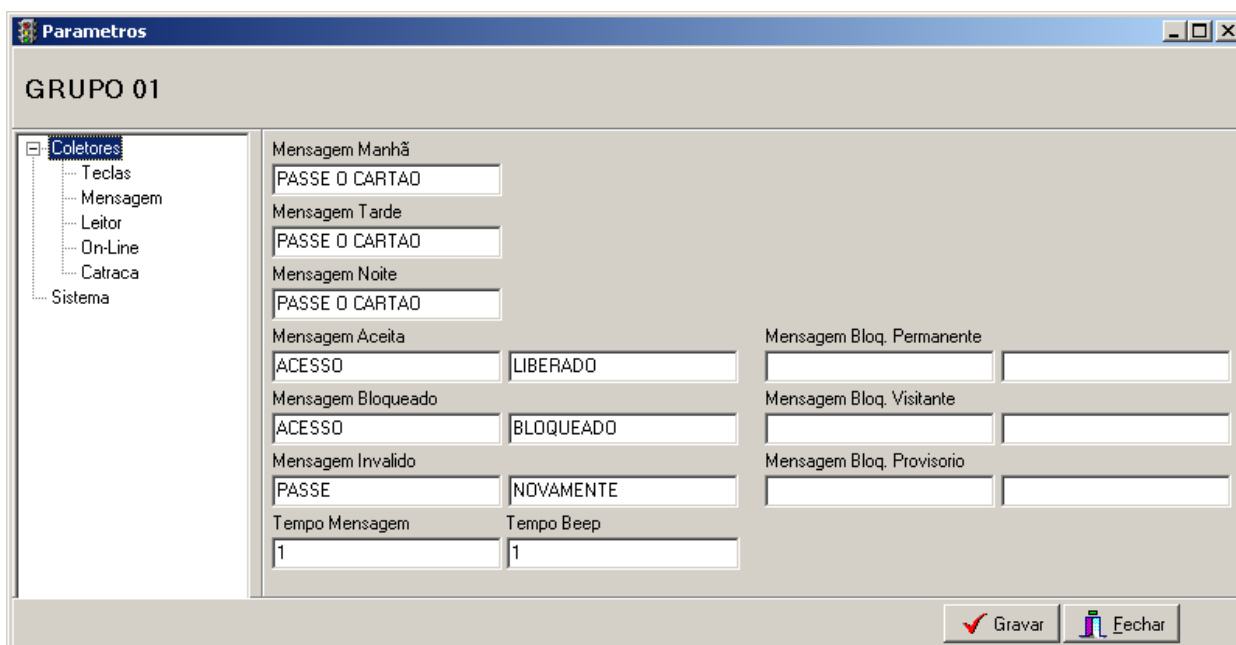 Parametros
GRUPO 01
Coletores
Teclas
Mensagem
Leitor
On-Line
Catraca
Sistema
Mensagem Manhã
PASSE O CARTAO
Mensagem Tarde
PASSE O CARTAO
Mensagem Noite
PASSE O CARTAO
Mensagem Aceita
ACESSO LIBERADO
Mensagem Bloqueado
ACESSO BLOQUEADO
Mensagem Invalido
PASSE NOVAMENTE
Tempo Mensagem Tempo Beep
1 1
Mensagem Bloq. Permanente
Mensagem Bloq. Visitante
Mensagem Bloq. Provisorio
Gravar Fechar